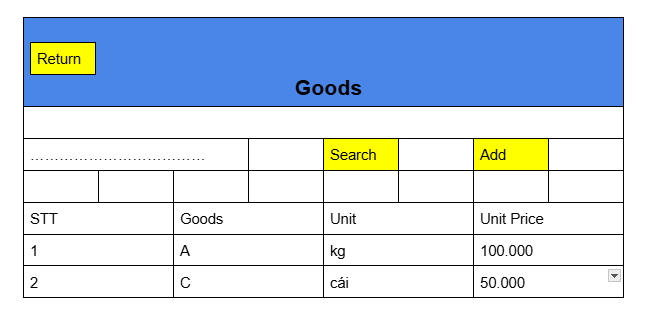 Return
Goods
....................................... Search Add
STT Goods Unit Unit Price
1 A kg 100.000
2 C cái 50.000